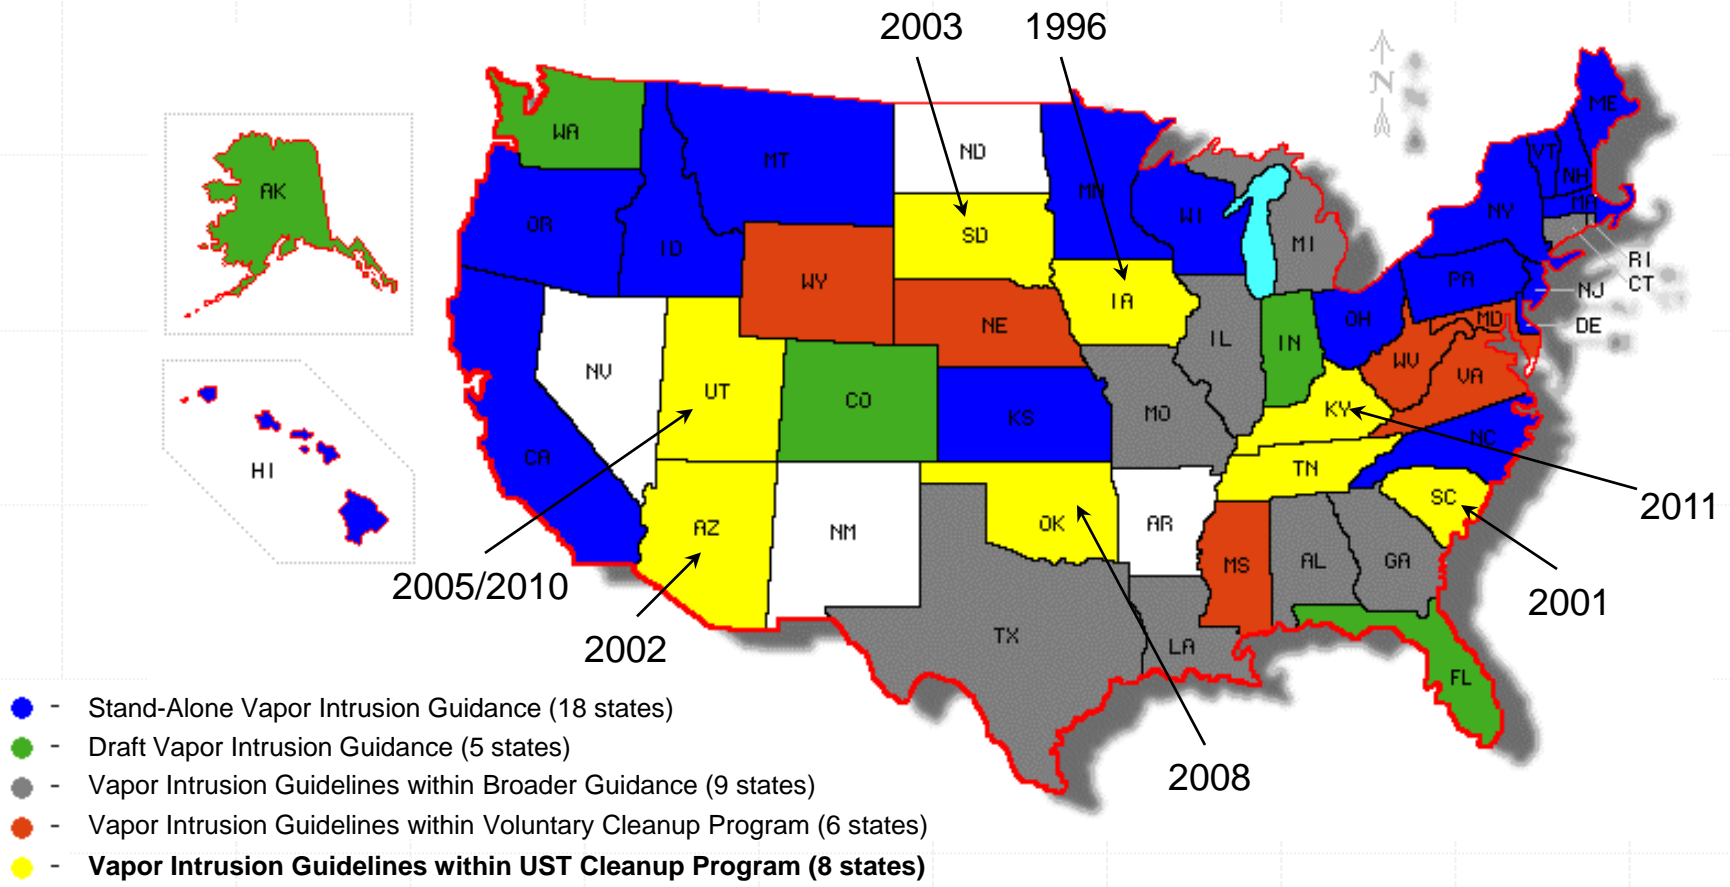 2003
1996
N
WA
AK
MT
ND
MN
ME
VT
NH
MA
NY
OR
ID
SD
WI
MI
RI
CT
WY
IA
PA
NJ
NE
IL
IN
OH
MD
DE
NV
UT
CO
KS
MO
KY
WV
VA
HI
CA
NC
TN
SC
2011
AZ
NM
OK
AR
MS
AL
GA
2005/2010
2001
2002
TX
LA
FL
2008
- Stand-Alone Vapor Intrusion Guidance (18 states)
- Draft Vapor Intrusion Guidance (5 states)
- Vapor Intrusion Guidelines within Broader Guidance (9 states)
- Vapor Intrusion Guidelines within Voluntary Cleanup Program (6 states)
- Vapor Intrusion Guidelines within UST Cleanup Program (8 states)